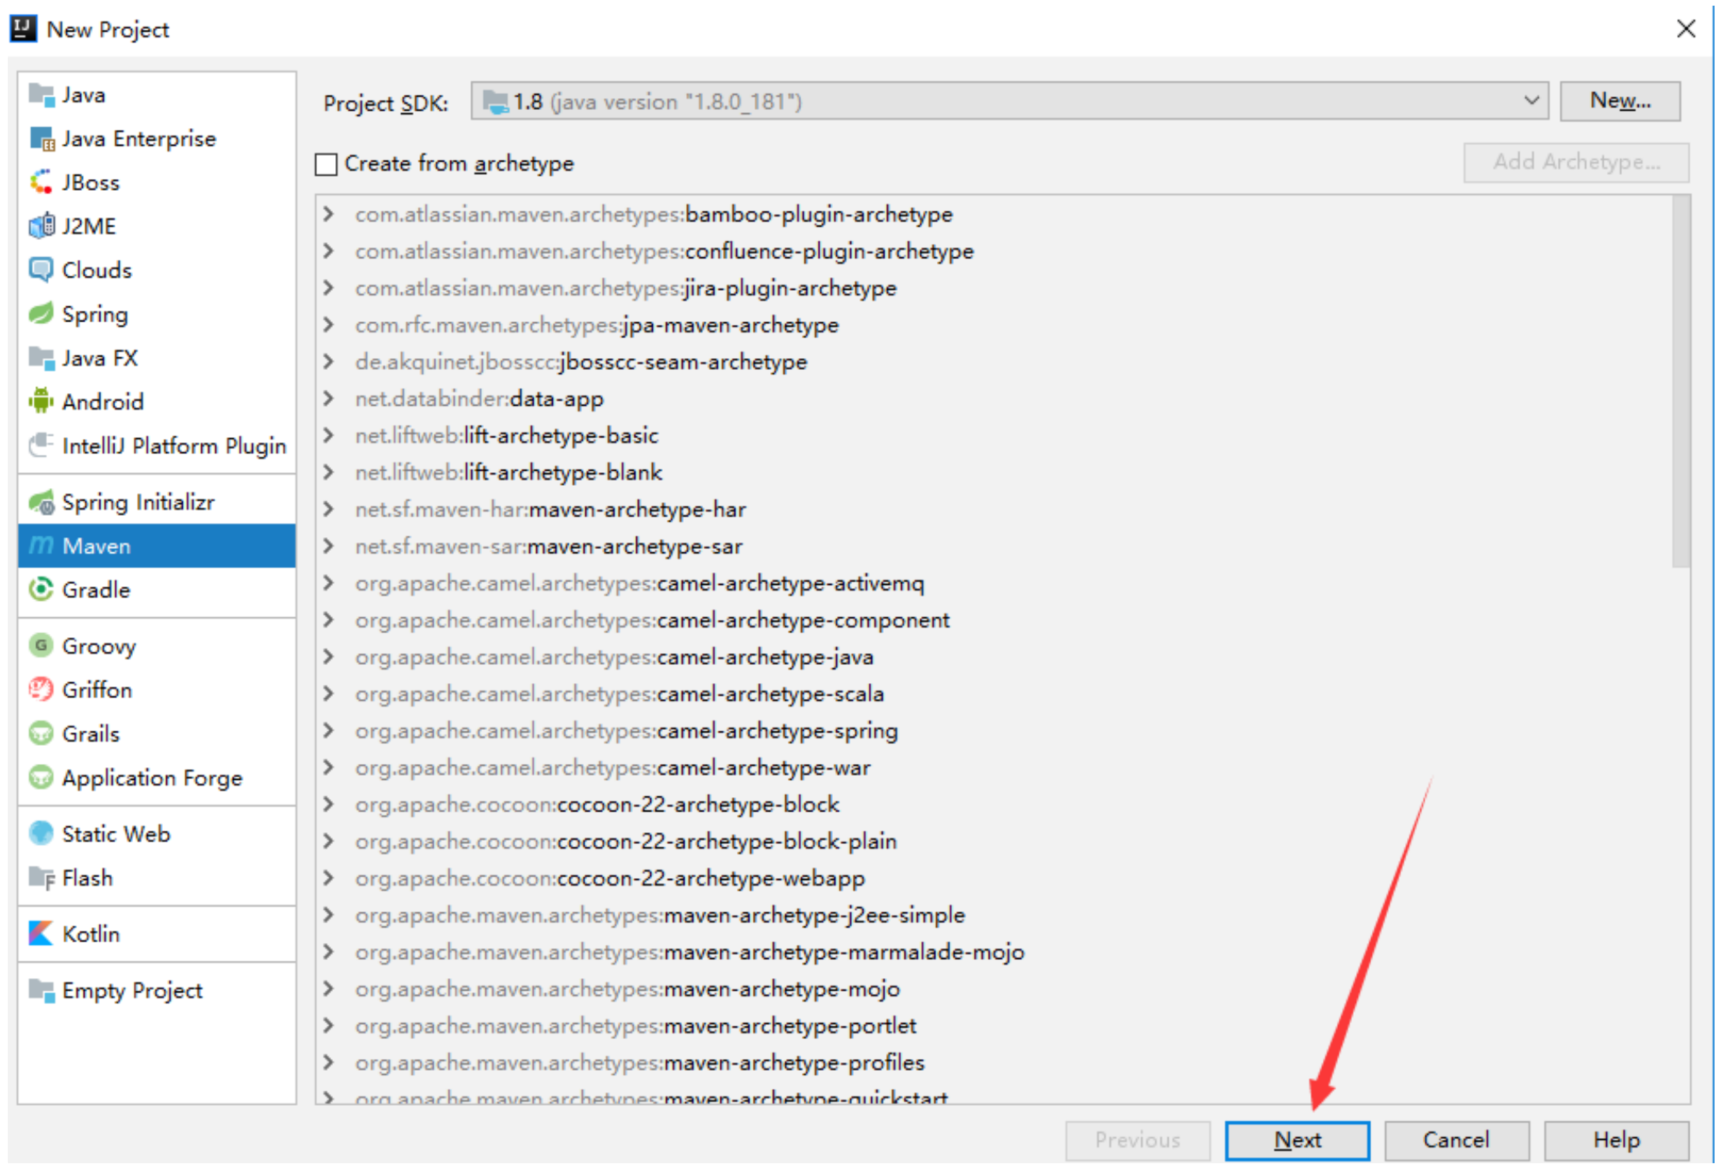 New Project
Java
Java Enterprise
JBoss
J2ME
Clouds
Spring
Java FX
Android
IntelliJ Platform Plugin
Spring Initializr
Maven
Gradle
Groovy
Griffon
Grails
Application Forge
Static Web
Flash
Kotlin
Empty Project
Project SDK: 1.8 (java version "1.8.0_181") New...
Create from archetype Add Archetype...
com.atlassian.maven.archetypes:bamboo-plugin-archetype
com.atlassian.maven.archetypes:confluence-plugin-archetype
com.atlassian.maven.archetypes:jira-plugin-archetype
com.rfc.maven.archetypes:jpa-maven-archetype
de.akquinet.jbosscc:jbosscc-seam-archetype
net.databinder:data-app
net.liftweb:lift-archetype-basic
net.liftweb:lift-archetype-blank
net.sf.maven-har:maven-archetype-har
net.sf.maven-sar:maven-archetype-sar
org.apache.camel.archetypes:camel-archetype-activemq
org.apache.camel.archetypes:camel-archetype-component
org.apache.camel.archetypes:camel-archetype-java
org.apache.camel.archetypes:camel-archetype-scala
org.apache.camel.archetypes:camel-archetype-spring
org.apache.camel.archetypes:camel-archetype-war
org.apache.cocoon:cocoon-22-archetype-block
org.apache.cocoon:cocoon-22-archetype-block-plain
org.apache.cocoon:cocoon-22-archetype-webapp
org.apache.maven.archetypes:maven-archetype-j2ee-simple
org.apache.maven.archetypes:maven-archetype-marmalade-mojo
org.apache.maven.archetypes:maven-archetype-mojo
org.apache.maven.archetypes:maven-archetype-portlet
org.apache.maven.archetypes:maven-archetype-profiles
org.apache.maven.archetypes:maven-archetype-quickstart
Previous Next Cancel Help